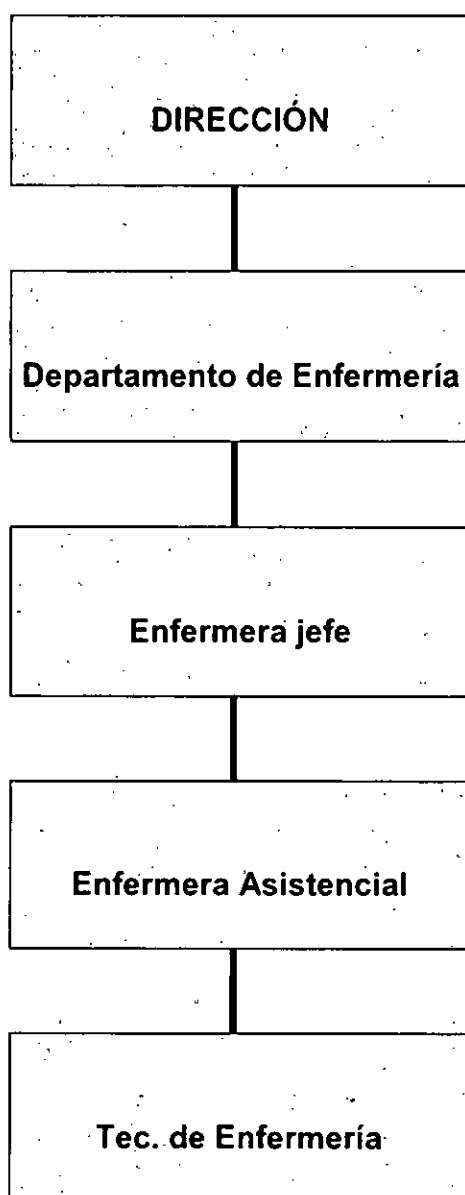 DIRECCIÓN
Departamento de Enfermería
Enfermera jefe
Enfermera Asistencial
Tec. de Enfermería